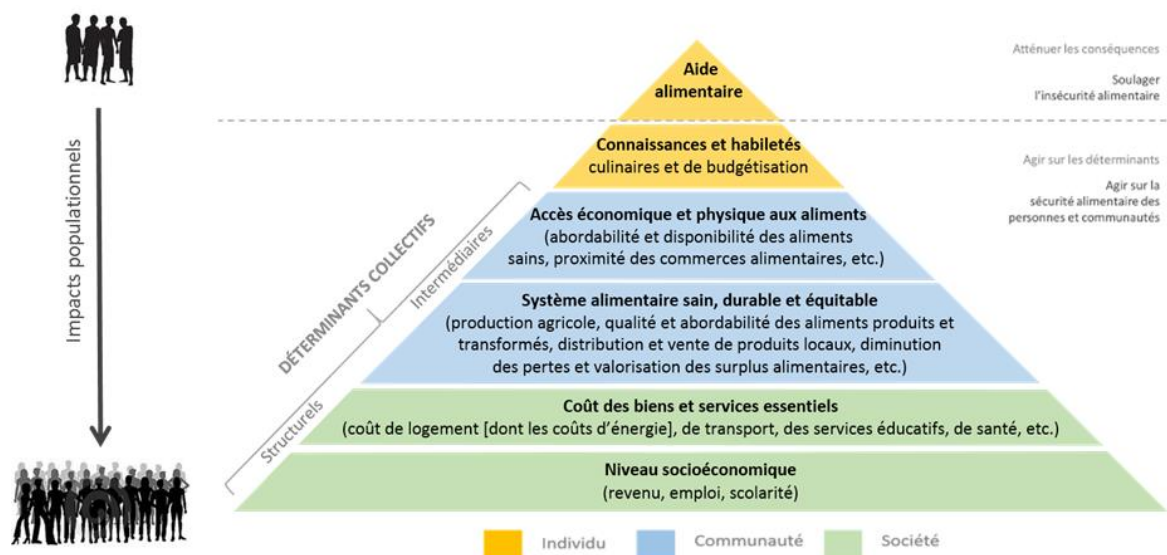 Aide
alimentaire
Connaissances et habiletés
culinaires et de budgétisation
Accès économique et physique aux aliments
(abordabilité et disponibilité des aliments
sains, proximité des commerces alimentaires, etc.)
Système alimentaire sain, durable et équitable
(production agricole, qualité et abordabilité des aliments produits et
transformés, distribution et vente de produits locaux, diminution
des pertes et valorisation des surplus alimentaires, etc.)
Coût des biens et services essentiels
(coût de logement [dont les coûts d’énergie], de transport, des services éducatifs, de santé, etc.)
Niveau socioéconomique
(revenu, emploi, scolarité)
Impacts populationnels
DÉTERMINANTS COLLECTIFS
Intermédiaires
Structurels
Atténuer les conséquences
Soulager
l’insécurité alimentaire
Agir sur les déterminants
Agir sur la
sécurité alimentaire des
personnes et communautés
Individu
Communauté
Société